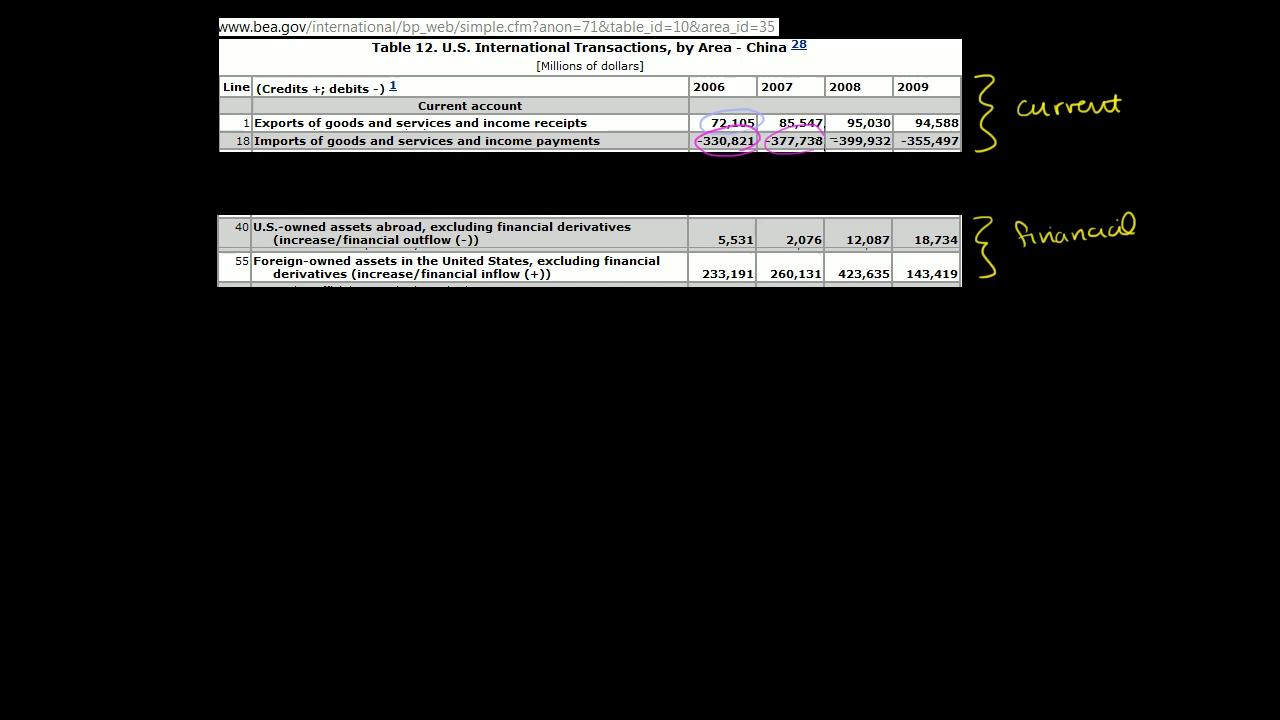 www.bea.gov/international/bp_web/simple.cfm?anon=71&table_id=10&area_id=35
Table 12. U.S. International Transactions, by Area - China 28
[Millions of dollars]
Line (Credits +; debits -) 1 2006 2007 2008 2009
Current account
1 Exports of goods and services and income receipts 72,105 85,547 95,030 94,588
18 Imports of goods and services and income payments -330,821 -377,738 -399,932 -355,497
current
40 U.S.-owned assets abroad, excluding financial derivatives
(increase/financial outflow (-)) 5,531 2,076 12,087 18,734
55 Foreign-owned assets in the United States, excluding financial
derivatives (increase/financial inflow (+)) 233,191 260,131 423,635 143,419
financial